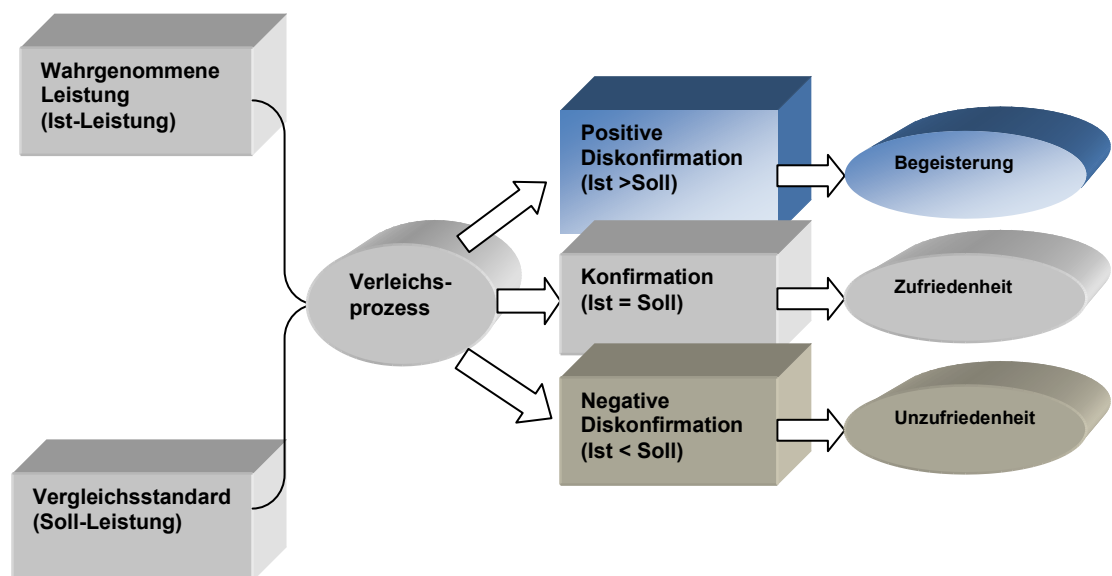 Wahrgenommene
Leistung
(Ist-Leistung)
Vergleichsstandard
(Soll-Leistung)
Verleichs-
prozess
Positive
Diskonfirmation
(Ist >Soll)
Begeisterung
Konfirmation
(Ist = Soll)
Zufriedenheit
Negative
Diskonfirmation
(Ist < Soll)
Unzufriedenheit